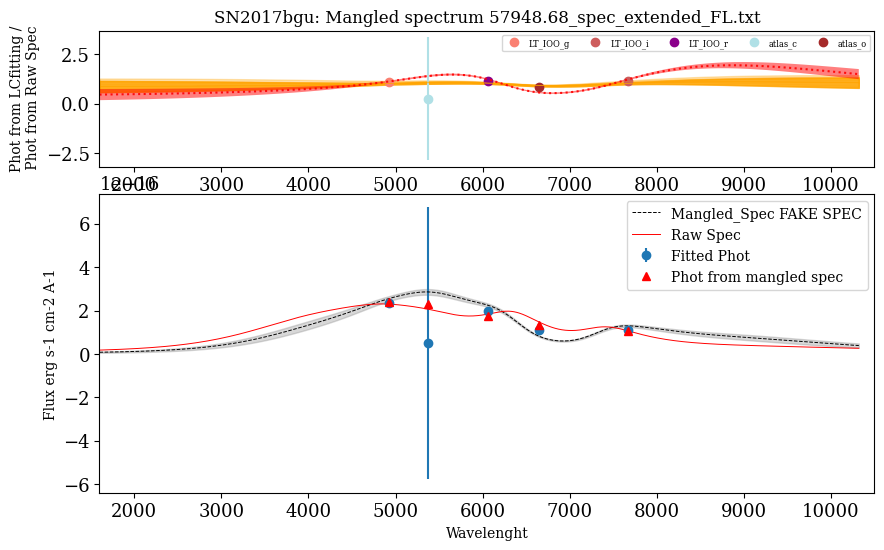 SN2017bgu: Mangled spectrum 57948.68_spec_extended_FL.txt
Phot from LCfitting /
Phot from Raw Spec
2.5
0.0
−2.5
LT_IOO_g
LT_IOO_i
LT_IOO_r
atlas_c
atlas_o
2000 3000 4000 5000 6000 7000 8000 9000 10000
1e−16
Flux erg s-1 cm-2 A-1
6
4
2
0
−2
−4
−6
Mangled_Spec FAKE SPEC
Raw Spec
Fitted Phot
Phot from mangled spec
2000 3000 4000 5000 6000 7000 8000 9000 10000
Wavelenght